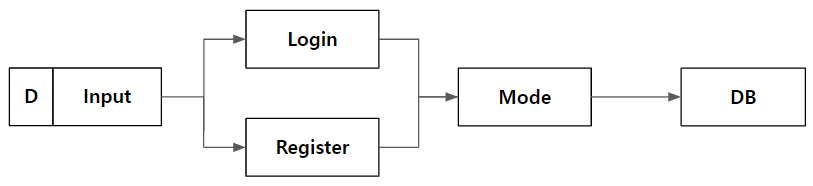 D
Input
Login
Register
Mode
DB